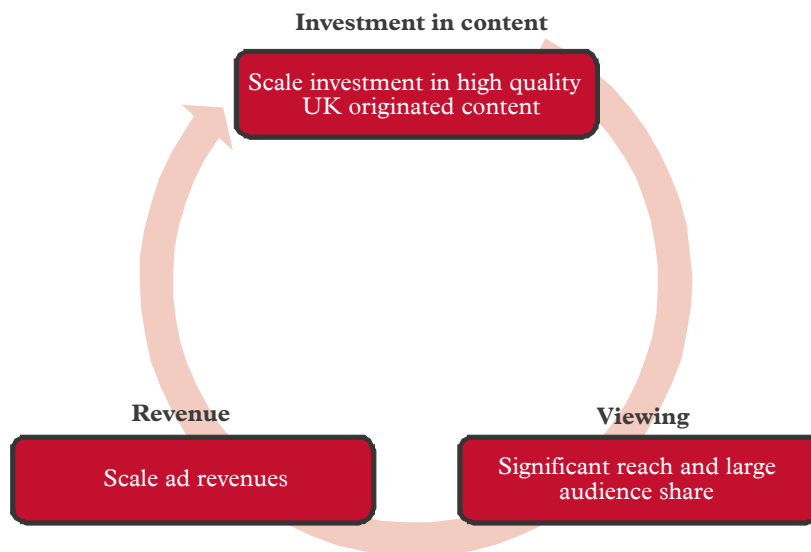 Investment in content
Scale investment in high quality
UK originated content
Revenue
Scale ad revenues
Viewing
Significant reach and large
audience share